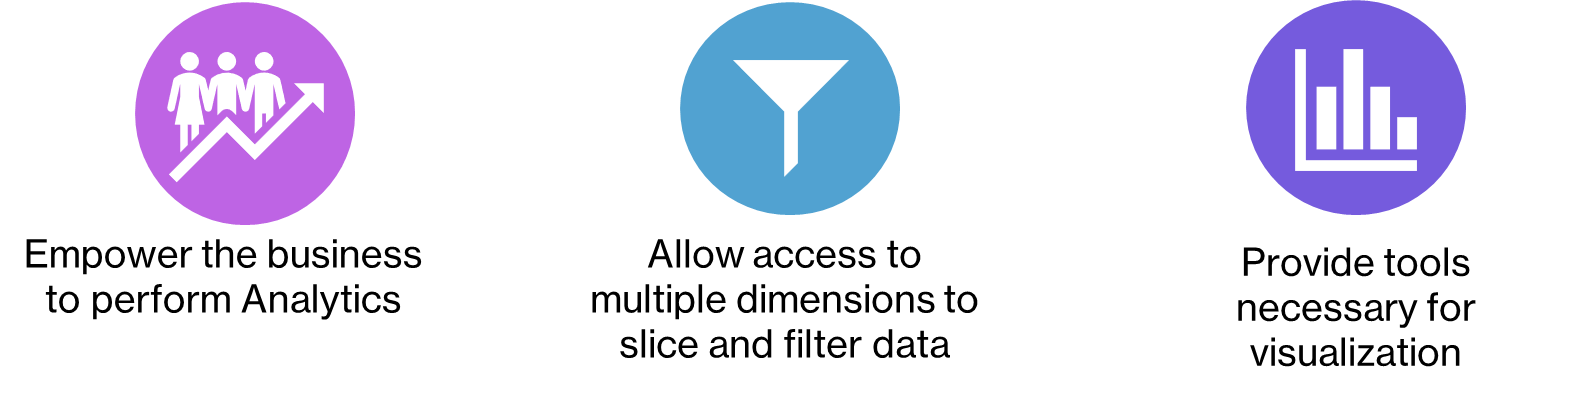 Empower the business
to perform Analytics
Allow access to
multiple dimensions to
slice and filter data
Provide tools
necessary for
visualization